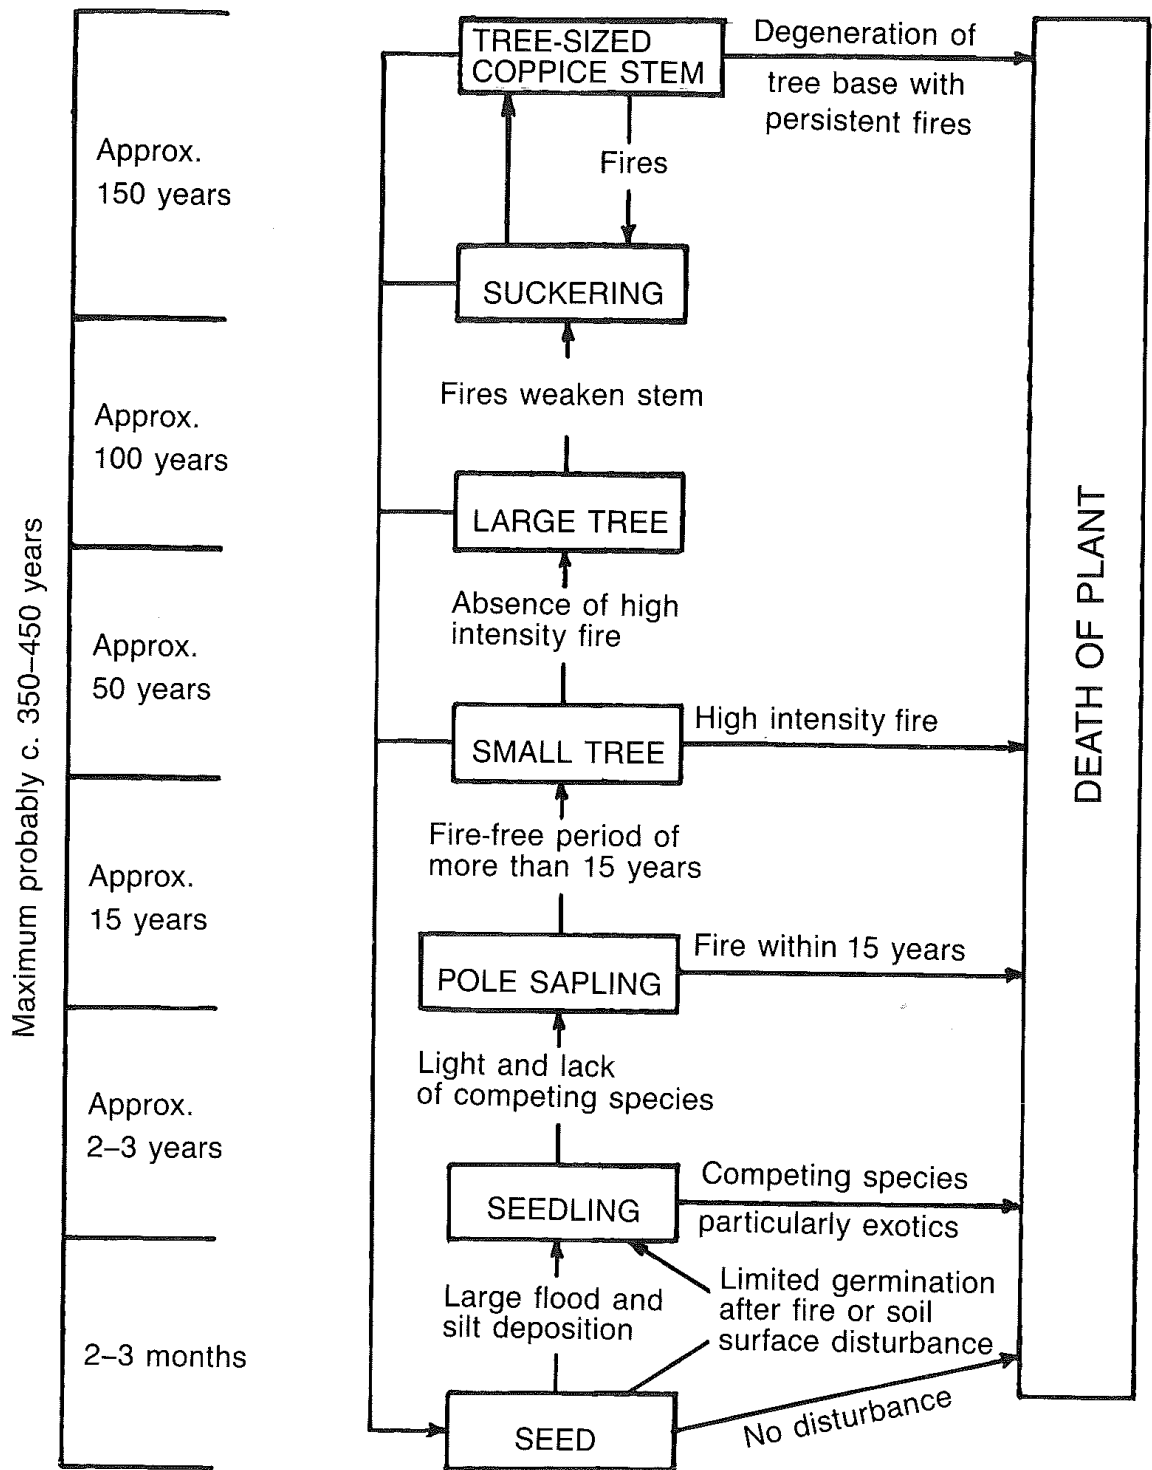 TREE-SIZED
COPPICE STEM
Degeneration of
tree base with
persistent fires
Approx.
150 years
Fires
SUCKERING
Fires weaken stem
Approx.
100 years
LARGE TREE
Absence of high
intensity fire
Approx.
50 years
High intensity fire
SMALL TREE
Fire-free period of
more than 15 years
Approx.
15 years
Fire within 15 years
POLE SAPLING
Light and lack
of competing species
Approx.
2–3 years
Competing species
particularly exotics
SEEDLING
Large flood and
silt deposition
Limited germination
after fire or soil
surface disturbance
2–3 months
No disturbance
SEED
Maximum probably c. 350–450 years
DEATH OF PLANT